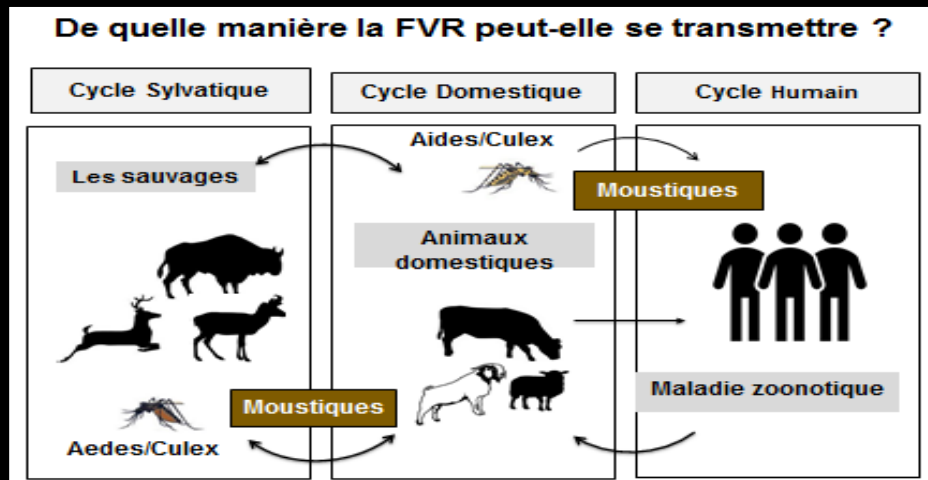 De quelle manière la FVR peut-elle se transmettre ?
Cycle Sylvatique
Cycle Domestique
Cycle Humain
Les sauvages
Aides/Culex
Moustiques
Animaux
domestiques
Maladie zoonotique
Moustiques
Aedes/Culex